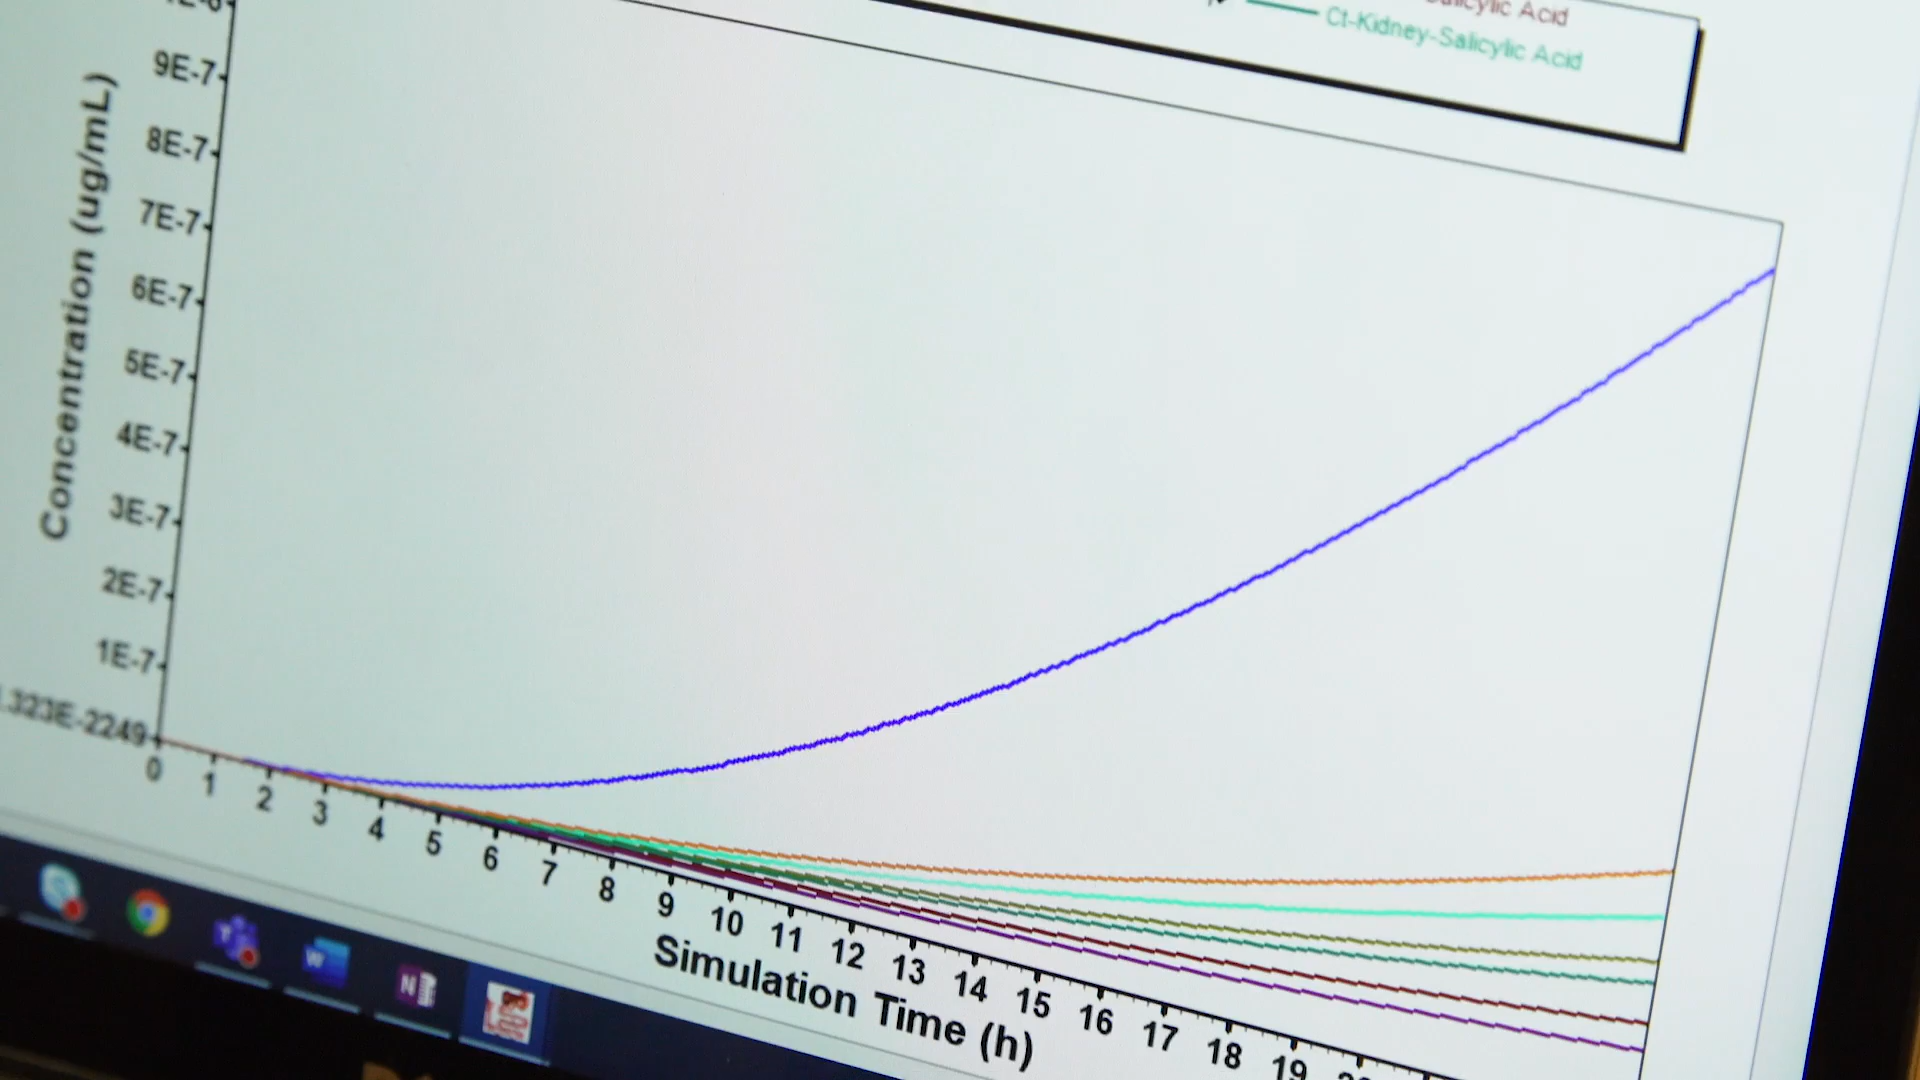 Acid
Ct-Kidney-Salicylic Acid
Concentration (ug/mL)
9E-7
8E-7
7E-7
6E-7
5E-7
4E-7
3E-7
2E-7
1E-7
.323E-2249
0 1 2 3 4 5 6 7 8 9 10 11 12 13 14 15 16 17 18 19
Simulation Time (h)
T
W
N